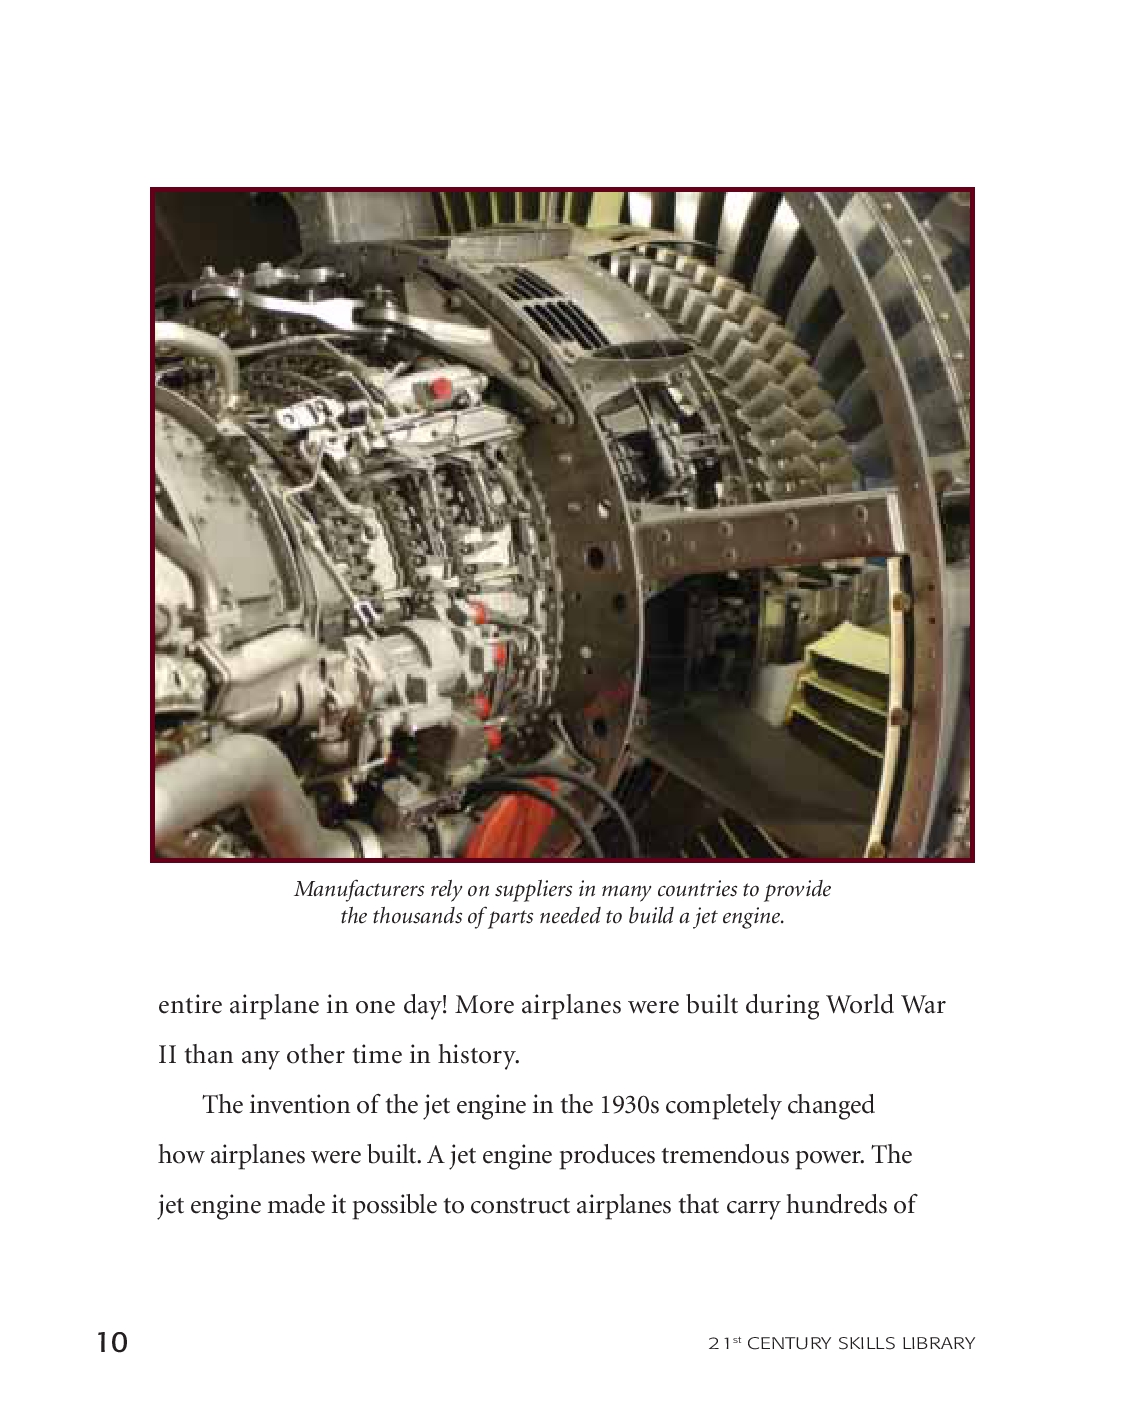 Manufacturers rely on suppliers in many countries to provide
the thousands of parts needed to build a jet engine.
entire airplane in one day! More airplanes were built during World War
II than any other time in history.
The invention of the jet engine in the 1930s completely changed
how airplanes were built. A jet engine produces tremendous power. The
jet engine made it possible to construct airplanes that carry hundreds of
10
21st CENTURY SKILLS LIBRARY